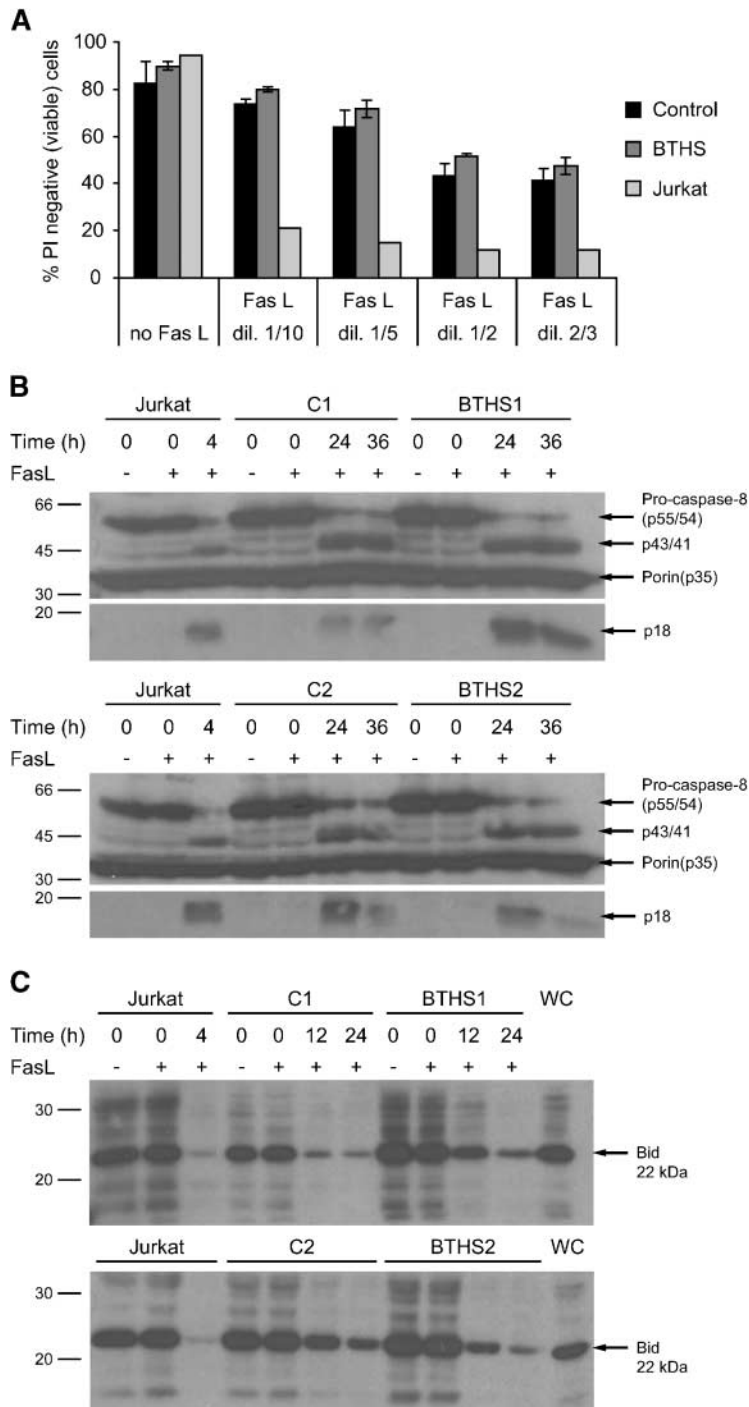 A
% PI negative (viable) cells
100
80
60
40
20
0
Control
BTHS
Jurkat
no Fas L
Fas L
dil. 1/10
Fas L
dil. 1/5
Fas L
dil. 1/2
Fas L
dil. 2/3
B
Jurkat C1 BTHS1
Time (h) 0 0 4 0 0 24 36 0 0 24 36
FasL - + + - + + + - + + +
66
45
30
20
Pro-caspase-8
(p55/54)
p43/41
Porin(p35)
p18
Jurkat C2 BTHS2
Time (h) 0 0 4 0 0 24 36 0 0 24 36
FasL - + + - + + + - + + +
66
45
30
20
Pro-caspase-8
(p55/54)
p43/41
Porin(p35)
p18
C
Jurkat C1 BTHS1 WC
Time (h) 0 0 4 0 0 12 24 0 0 12 24
FasL - + + - + + + - + + +
30
20
Bid
22 kDa
Jurkat C2 BTHS2 WC
30
20
Bid
22 kDa